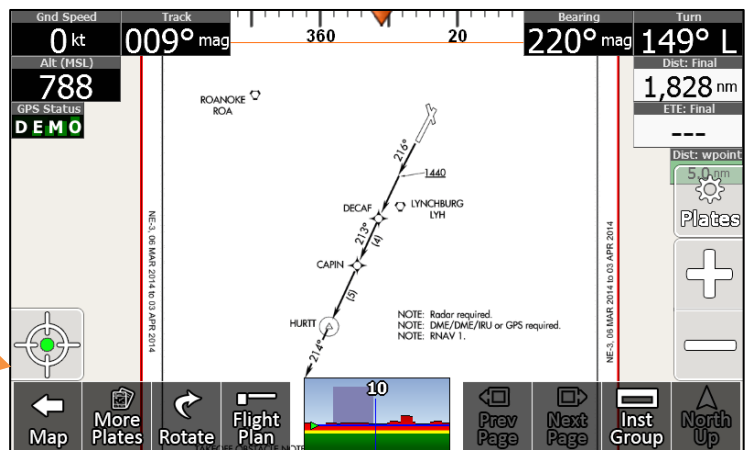 Gnd Speed
0 kt
Track
009° mag
360
20
Bearing
220° mag
Turn
149° L
Alt (MSL)
788
GPS Status
DEMO
Dist: Final
1,828 nm
ETE: Final
---
Dist: wpoint
5.0 nm
Plates
ROANOKE
ROA
216°
1440
DECAF
LYNCHBURG
LYH
213°
(4)
CAPIN
(5)
HURTT
214°
NOTE: Radar required.
NOTE: DME/DME/IRU or GPS required.
NOTE: RNAV 1.
NE-3, 06 MAR 2014 to 03 APR 2014
NE-3, 06 MAR 2014 to 03 APR 2014
Map
More
Plates
Rotate
Flight
Plan
10
Prev
Page
Next
Page
Inst
Group
North
Up
TAKEOFF OBSTACLE NOTE